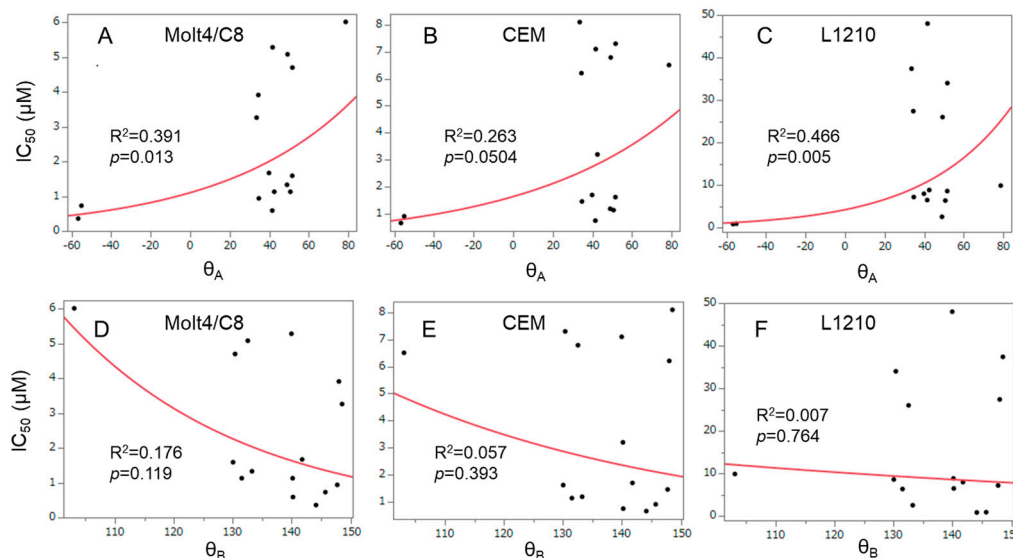 A Molt4/C8
B CEM
C L1210
IC50 (μM)
6
5
4
3
2
1
0
R²=0.391
p=0.013
-60 -40 -20 0 20 40 60 80
θA
8
7
6
5
4
3
2
1
R²=0.263
p=0.0504
-60 -40 -20 0 20 40 60 80
θA
50
40
30
20
10
0
R²=0.466
p=0.005
-60 -40 -20 0 20 40 60 80
θA
D Molt4/C8
E CEM
F L1210
IC50 (μM)
6
5
4
3
2
1
0
R²=0.176
p=0.119
110 120 130 140 150
θB
8
7
6
5
4
3
2
1
R²=0.057
p=0.393
110 120 130 140 150
θB
50
40
30
20
10
0
R²=0.007
p=0.764
110 120 130 140 150
θB